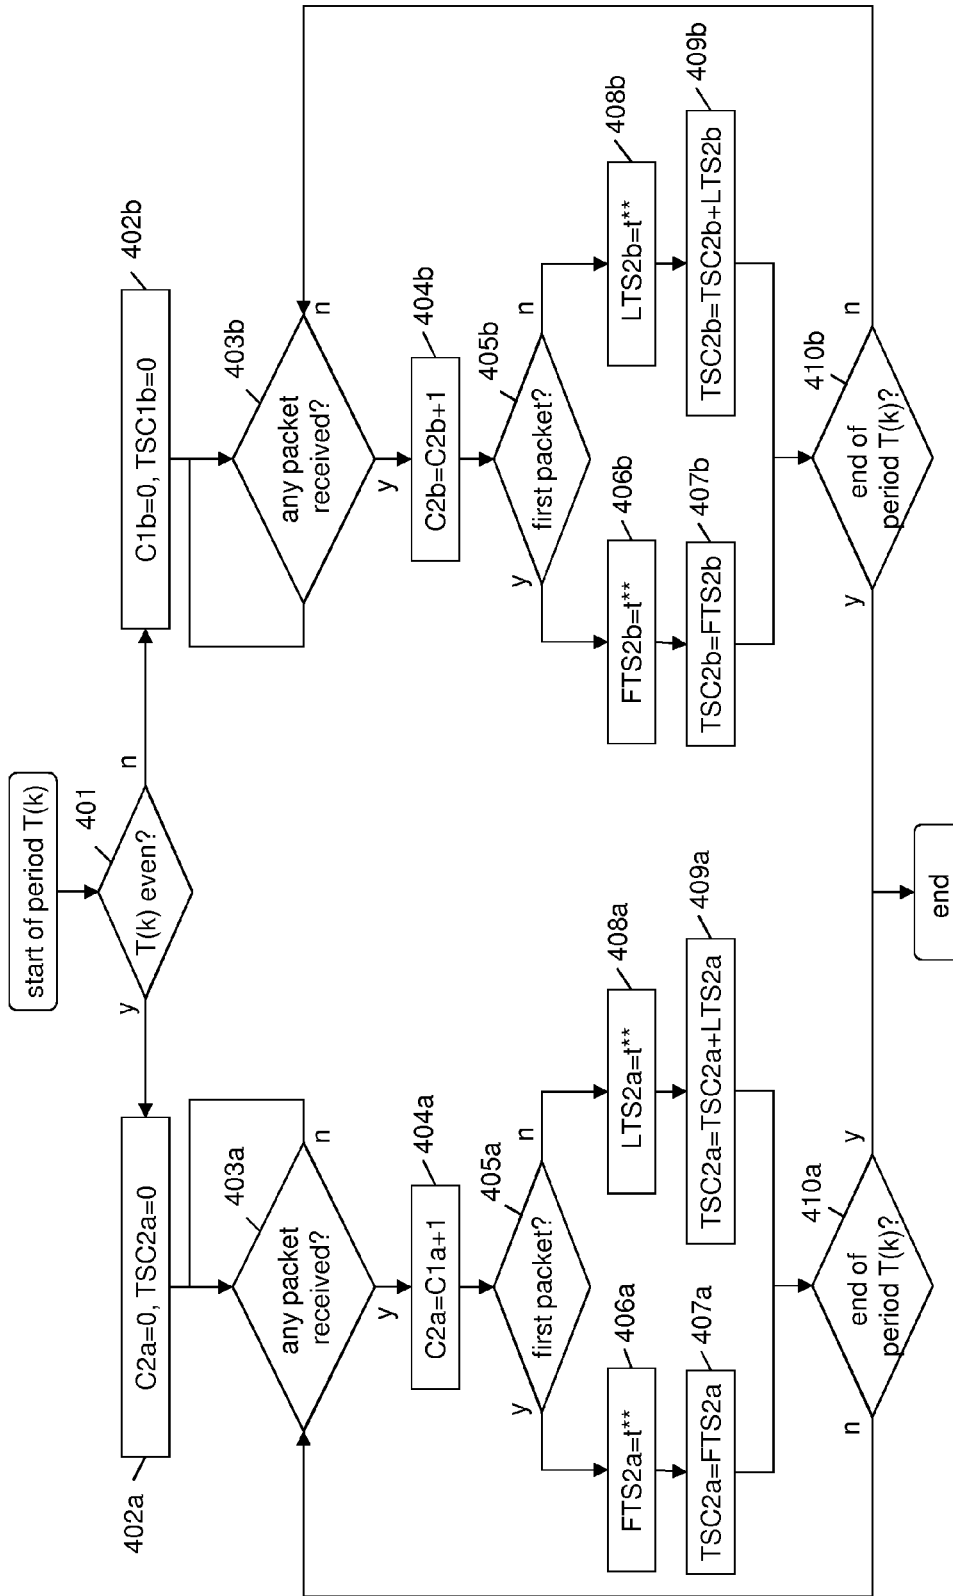 start of period T(k)
401
T(k) even?
y
n
402a
C2a=0, TSC2a=0
402b
C1b=0, TSC1b=0
403a
any packet
received?
n
y
403b
any packet
received?
n
y
404a
C2a=C1a+1
404b
C2b=C2b+1
405a
first packet?
y
n
405b
first packet?
y
n
406a
FTS2a=t**
408a
LTS2a=t**
406b
FTS2b=t**
408b
LTS2b=t**
407a
TSC2a=FTS2a
409a
TSC2a=TSC2a+LTS2a
407b
TSC2b=FTS2b
409b
TSC2b=TSC2b+LTS2b
410a
end of
period T(k)?
n
y
410b
end of
period T(k)?
y
n
end